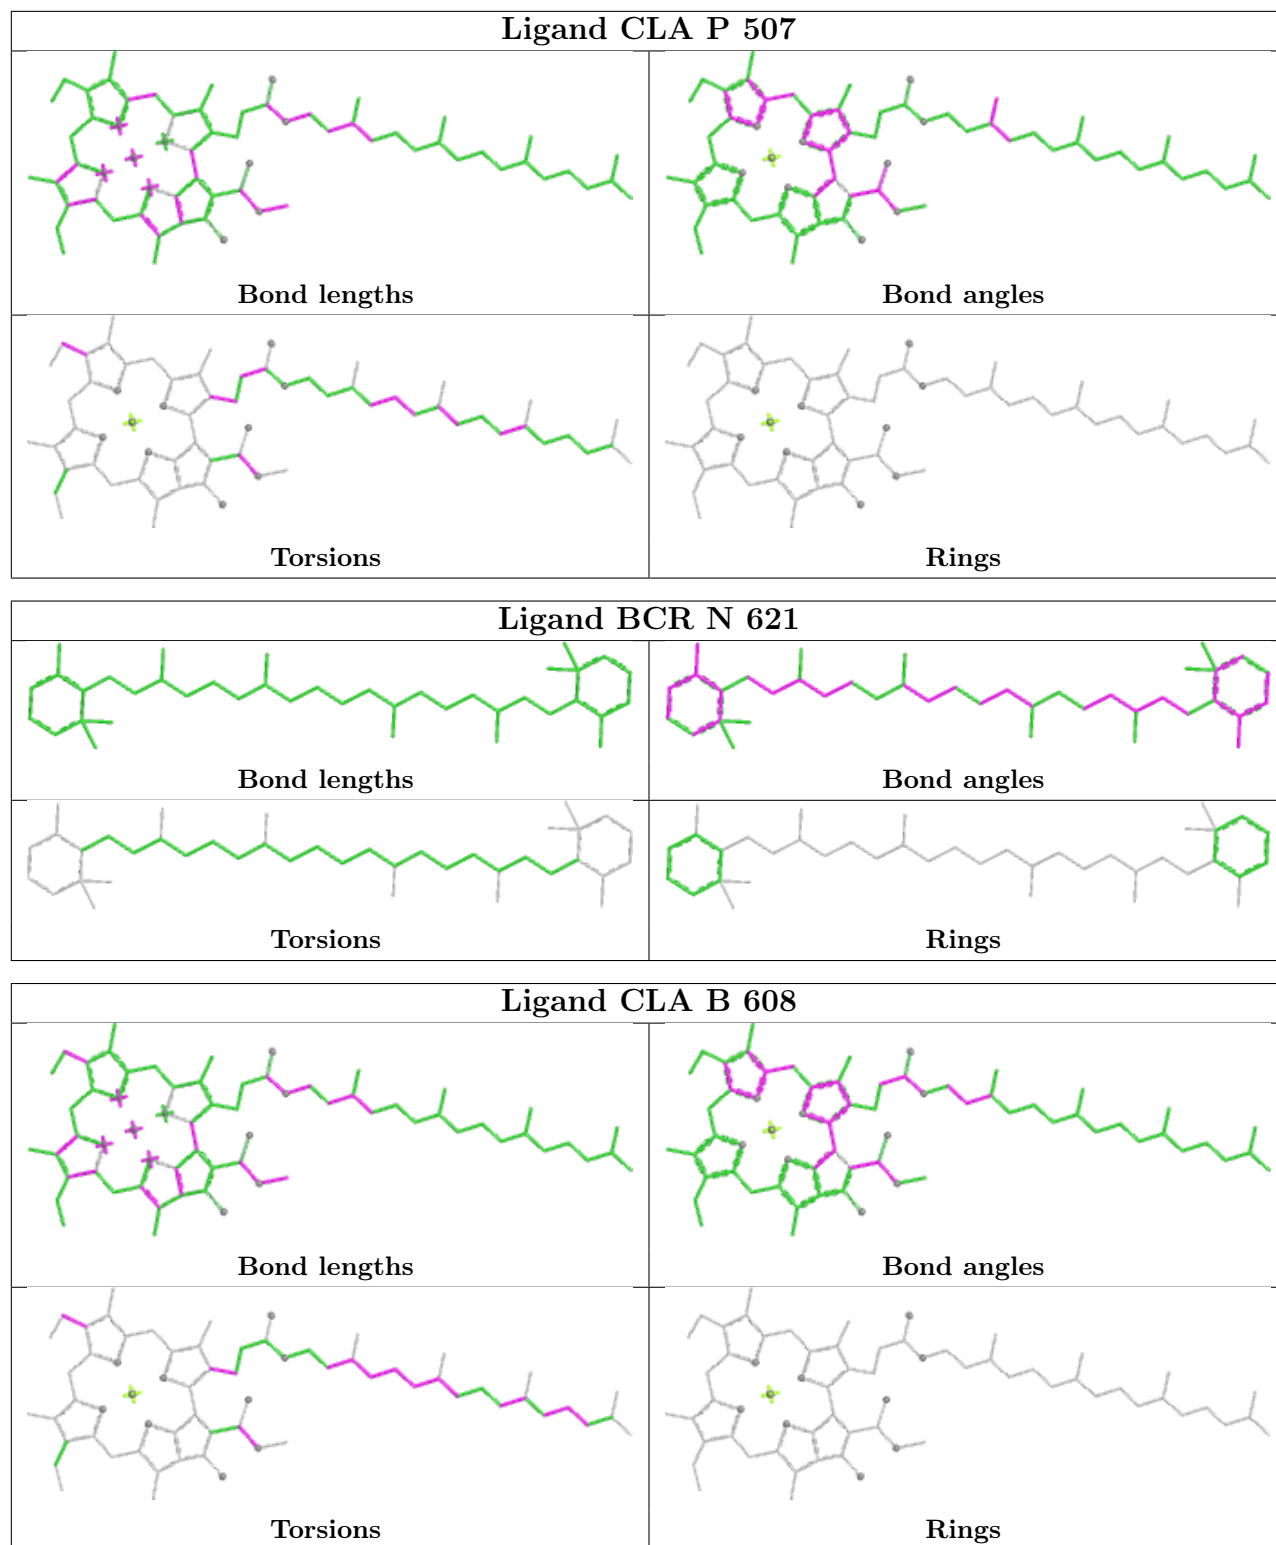 Ligand CLA P 507
Bond lengths
Bond angles
Torsions
Rings
Ligand BCR N 621
Bond lengths
Bond angles
Torsions
Rings
Ligand CLA B 608
Bond lengths
Bond angles
Torsions
Rings